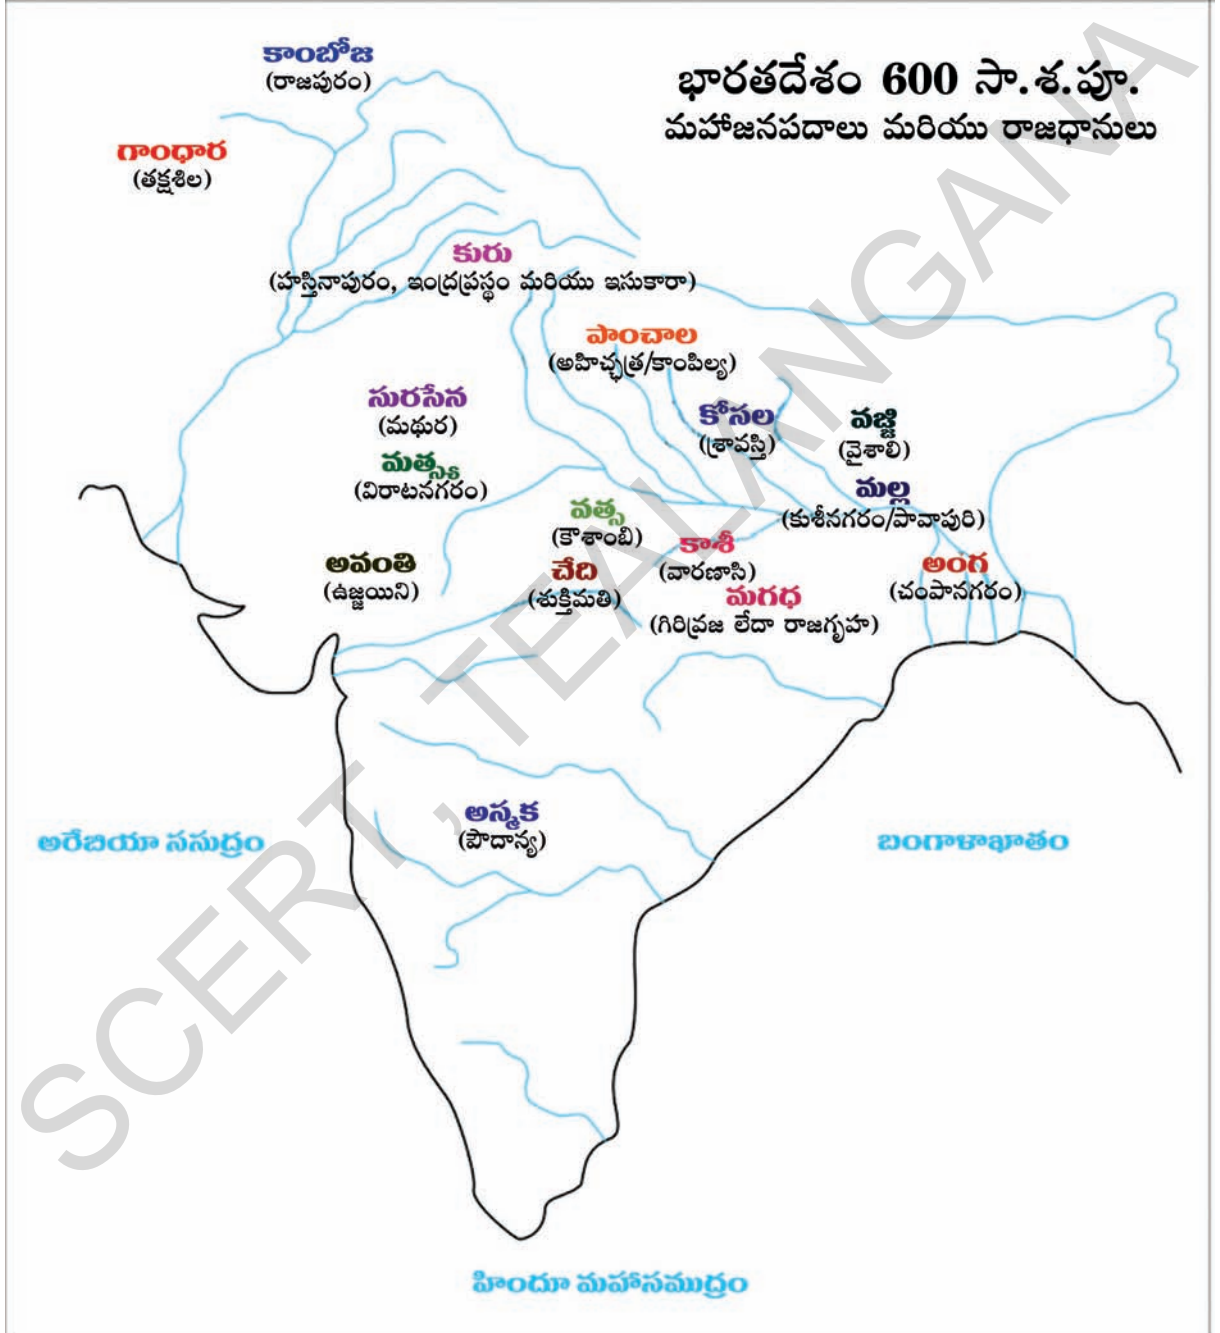 భారతదేశం 600 సా.శ.పూ.
మహాజనపదాలు మరియు రాజధానులు
కాంబోజ
(రాజపురం)
గాంధార
(తక్షశిల)
కురు
(హస్తినాపురం, ఇంద్రప్రస్థం మరియు ఇసుకారా)
పాంచాల
(అహిచ్ఛత్ర/కాంపిల్య)
సురసేన
(మథుర)
కోసల
(శ్రావస్తి)
వజ్జి
(వైశాలి)
మత్స్య
(విరాటనగరం)
మల్ల
(కుశీనగరం/పావాపురి)
వత్స
(కౌశాంబి)
కాశీ
(వారణాసి)
అవంతి
(ఉజ్జయిని)
చేది
(శుక్తిమతి)
అంగ
(చంపానగరం)
మగధ
(గిరివ్రజ లేదా రాజగృహ)
అస్మక
(పౌదాన్య)
అరేబియా ససుద్రం
బంగాళాఖాతం
హిందూ మహాసముద్రం
SCERT, TEALANGANA